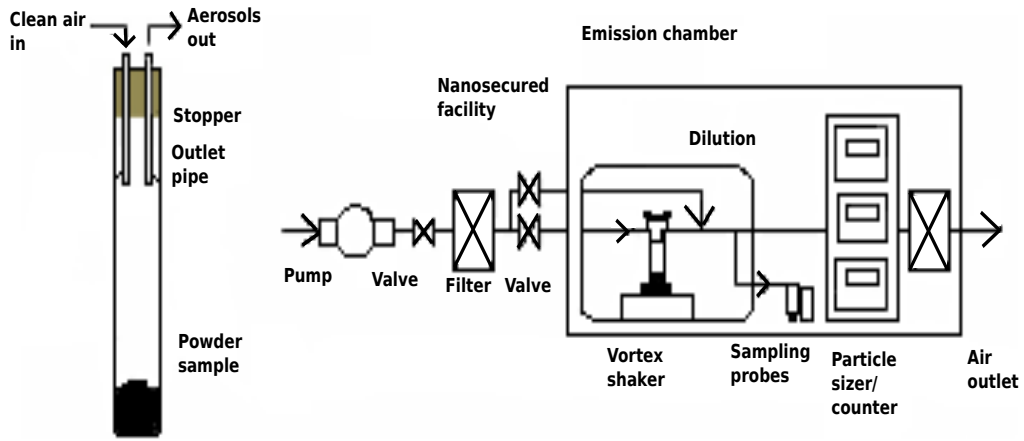 Clean air
in
Aerosols
out
Stopper
Outlet
pipe
Powder
sample
Emission chamber
Nanosecured
facility
Dilution
Pump
Valve
Filter
Valve
Vortex
shaker
Sampling
probes
Particle
sizer/
counter
Air
outlet